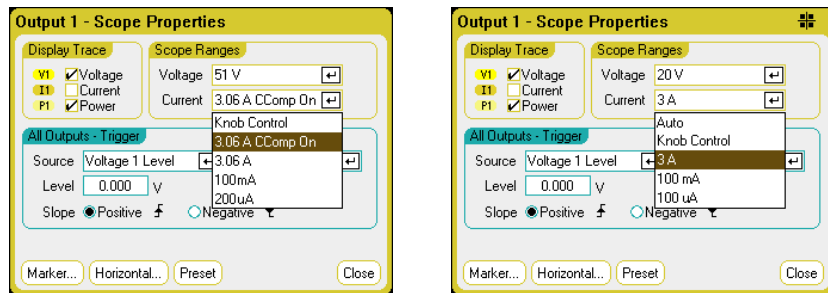 Output 1 - Scope Properties
Display Trace
Scope Ranges
V1 Voltage
I1 Current
P1 Power
Voltage 51 V
Current 3.06 A CComp On
Knob Control
3.06 A CComp On
3.06 A
100mA
200uA
All Outputs - Trigger
Source Voltage 1 Level
Level 0.000 V
Slope Positive Negative
Marker... Horizontal... Preset Close
Output 1 - Scope Properties
Display Trace
Scope Ranges
V1 Voltage
I1 Current
P1 Power
Voltage 20 V
Current 3 A
Auto
Knob Control
3 A
100 mA
100 uA
All Outputs - Trigger
Source Voltage 1 Level
Level 0.000 V
Slope Positive Negative
Marker... Horizontal... Preset Close